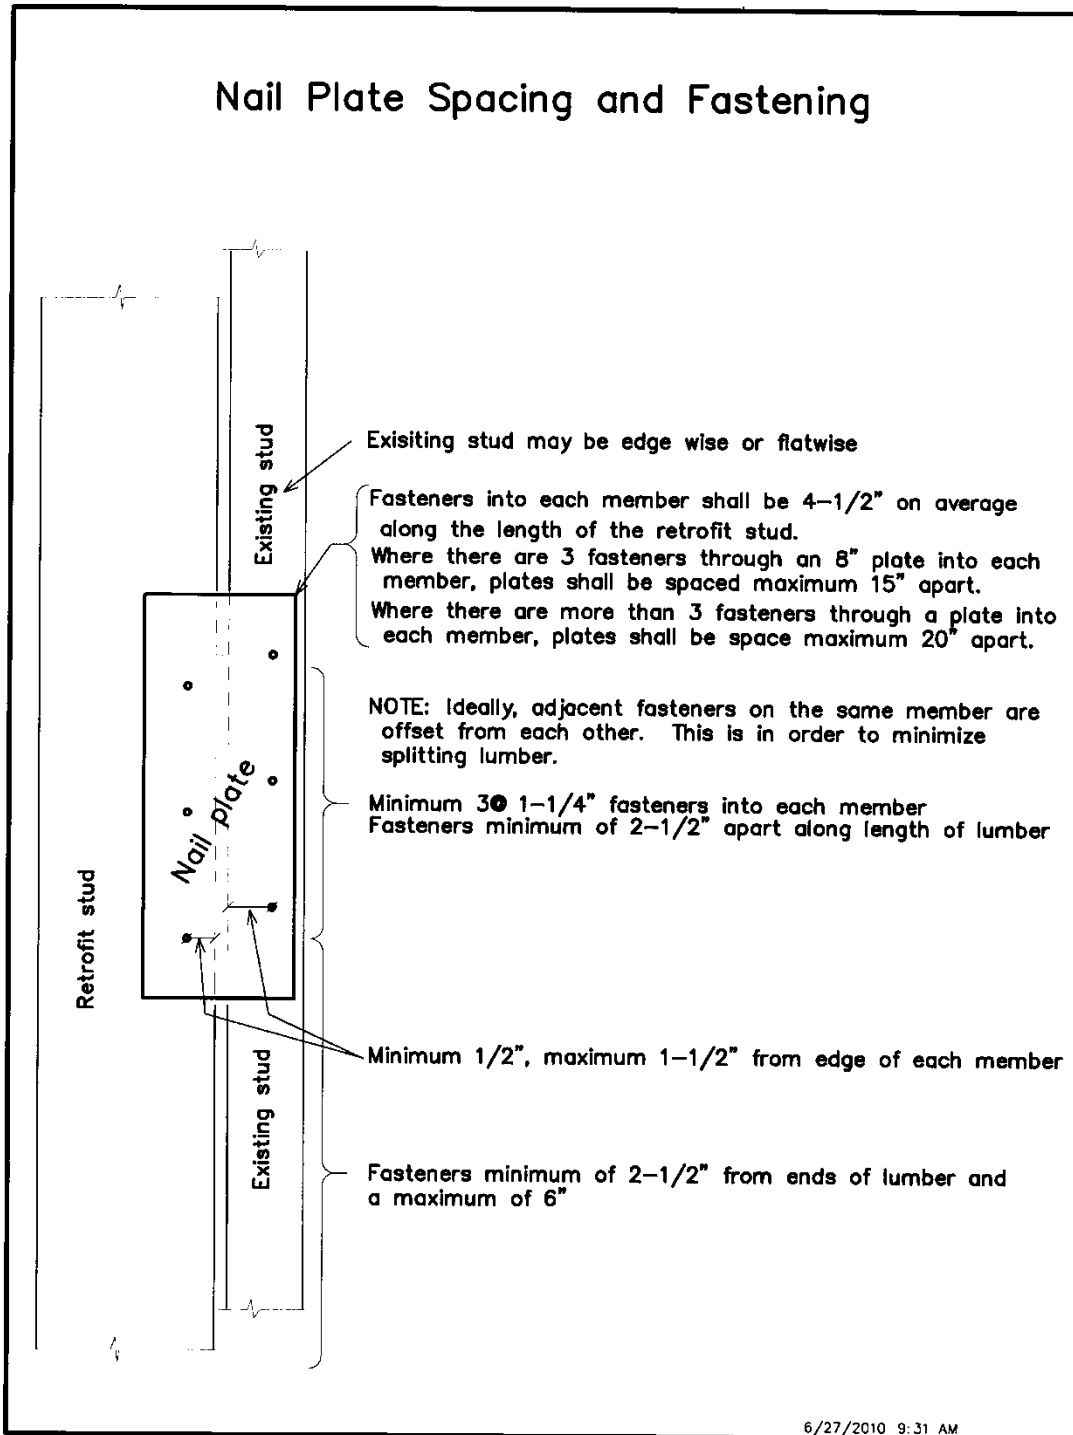 Nail Plate Spacing and Fastening
Existing stud
Exisiting stud may be edge wise or flatwise
Fasteners into each member shall be 4-1/2" on average
along the length of the retrofit stud.
Where there are 3 fasteners through an 8" plate into each
member, plates shall be spaced maximum 15" apart.
Where there are more than 3 fasteners through a plate into
each member, plates shall be space maximum 20" apart.
NOTE: Ideally, adjacent fasteners on the same member are
offset from each other. This is in order to minimize
splitting lumber.
Nail plate
Minimum 3@ 1-1/4" fasteners into each member
Fasteners minimum of 2-1/2" apart along length of lumber
Retrofit stud
Minimum 1/2", maximum 1-1/2" from edge of each member
Existing stud
Fasteners minimum of 2-1/2" from ends of lumber and
a maximum of 6"
6/27/2010 9:31 AM